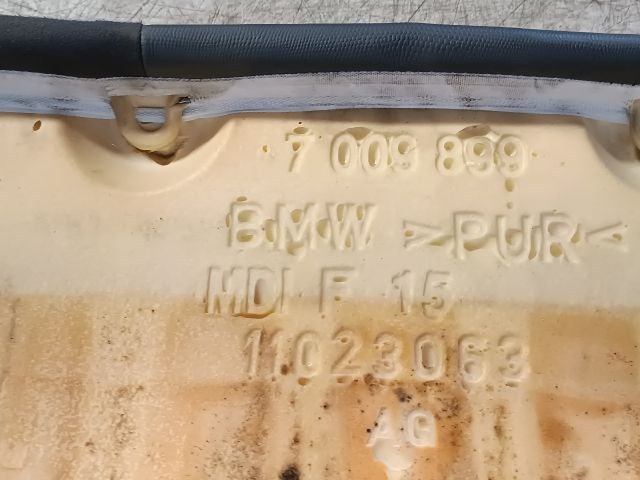 7 009 899
BMW >PUR<
MDI F 15
11023063
AG